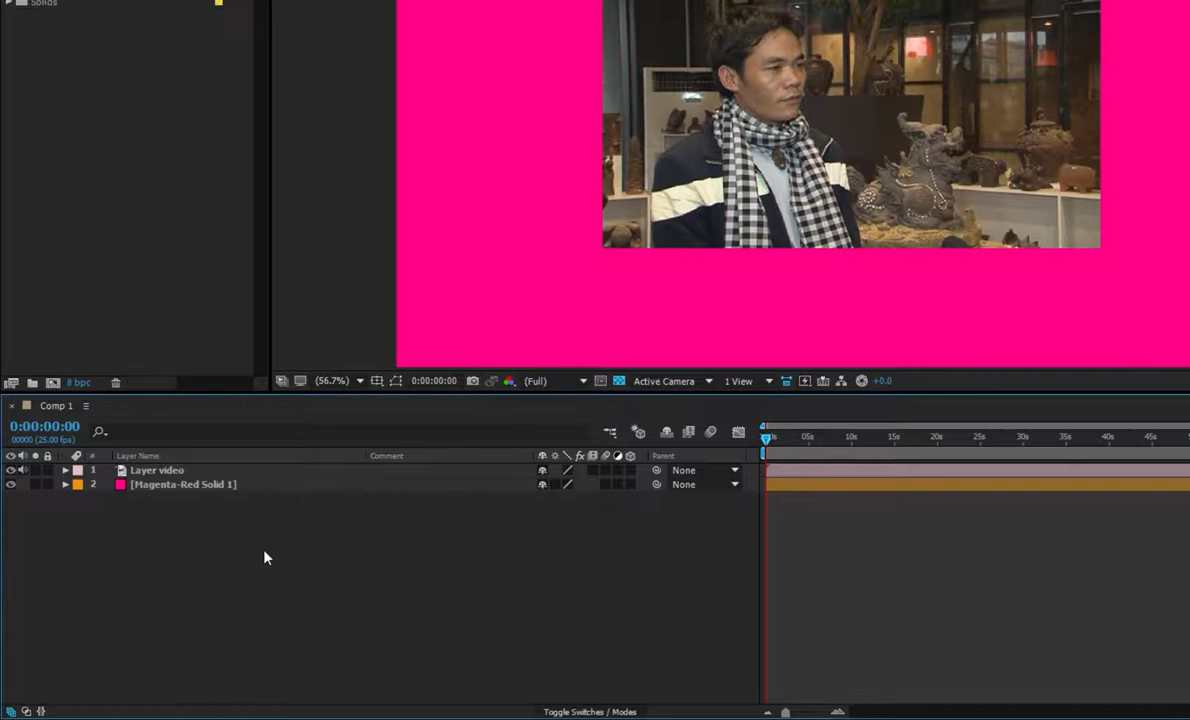 Solids
8 bpc
(56.7%) 0:00:00:00 (Full) Active Camera 1 View +0.0
Comp 1
0:00:00:00
00000 (25.00 fps)
# Layer Name Comment fx Parent
05s 10s 15s 20s 25s 30s 35s 40s 45s
1 Layer video None
2 [Magenta-Red Solid 1] None
Toggle Switches / Modes